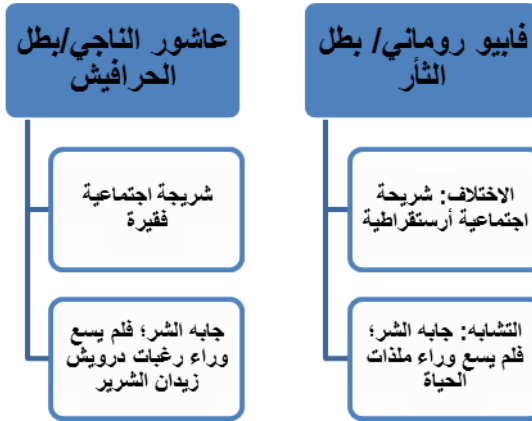 فابيو روماني/ بطل
الثأر
الاختلاف: شريحة
اجتماعية أرستقراطية
التشابه: جابه الشر؛
فلم يسع وراء ملذات
الحياة
عاشور الناجي/بطل
الحرافيش
شريجة اجتماعية
فقيرة
جابه الشر؛ فلم يسع
وراء رغبات درويش
زيدان الشرير